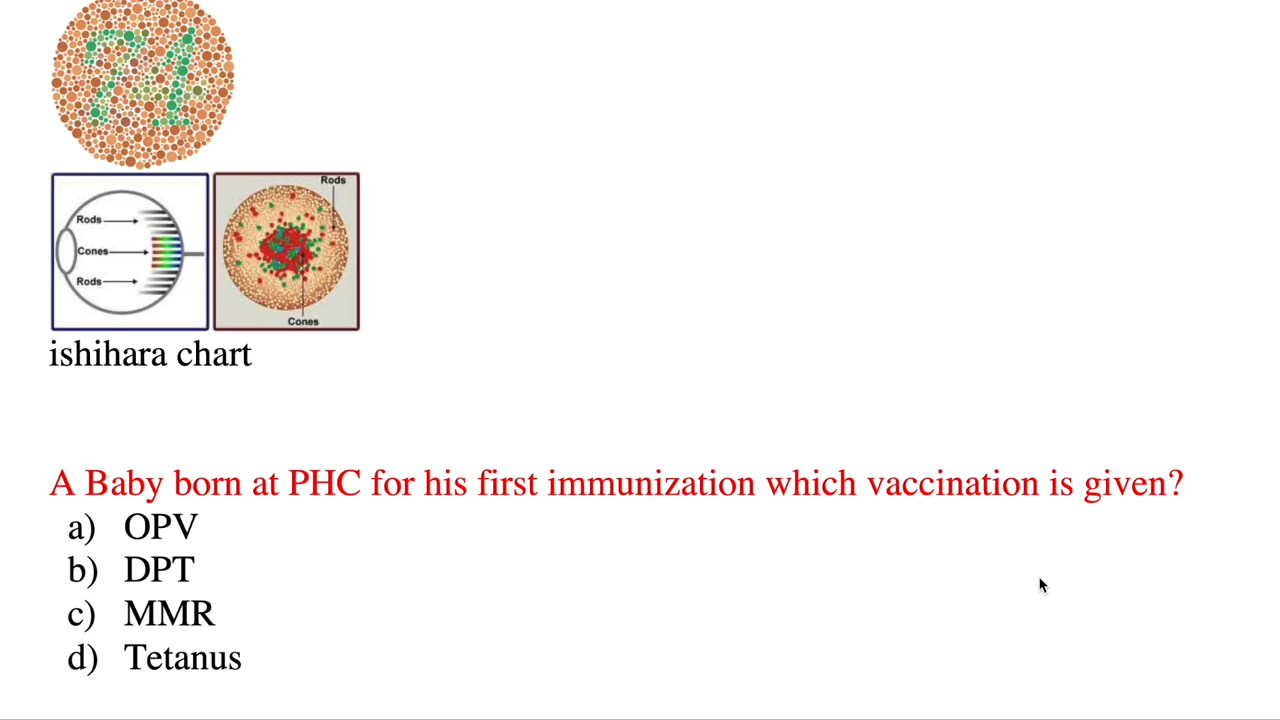 74
Rods
Cones
Rods
Rods
Cones
ishihara chart
A Baby born at PHC for his first immunization which vaccination is given?
a) OPV
b) DPT
c) MMR
d) Tetanus